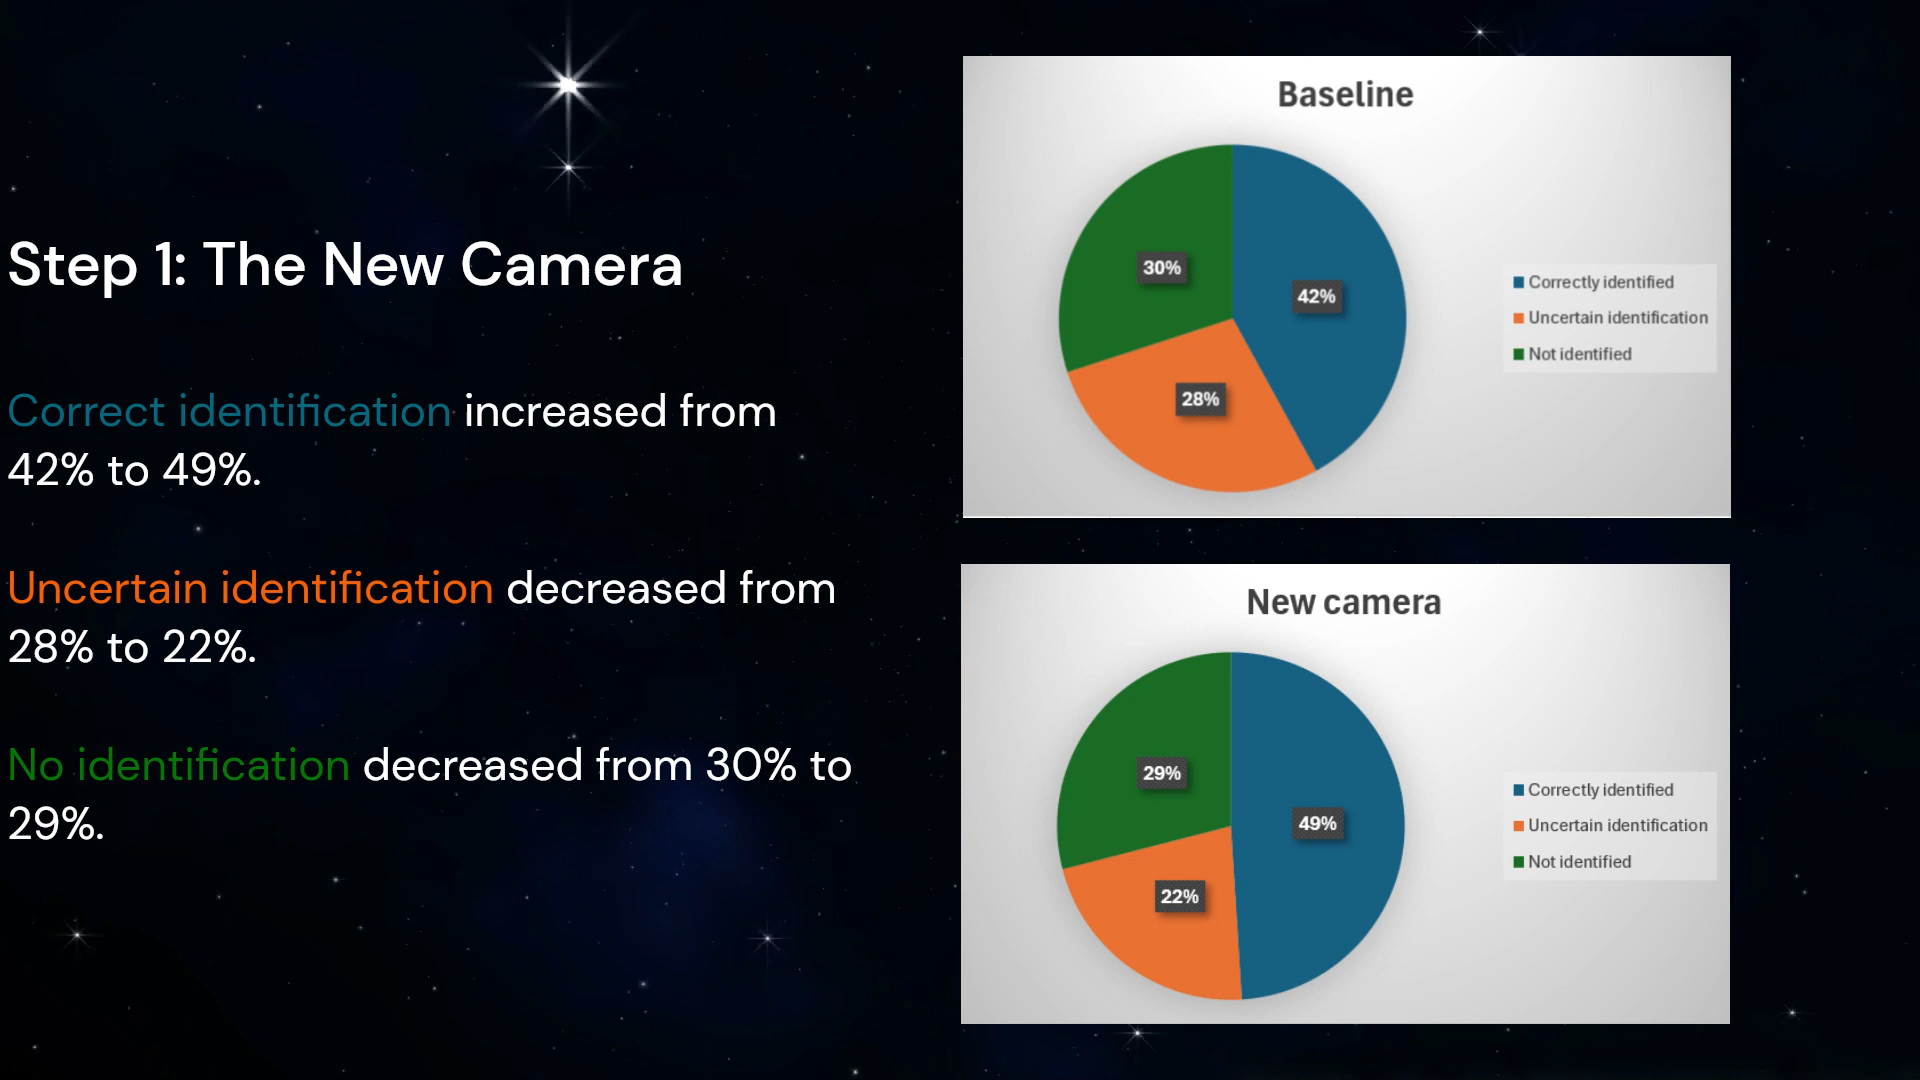 Step 1: The New Camera
Correct identification increased from
42% to 49%.
Uncertain identification decreased from
28% to 22%.
No identification decreased from 30% to
29%.
Baseline
30%
42%
28%
Correctly identified
Uncertain identification
Not identified
New camera
29%
49%
22%
Correctly identified
Uncertain identification
Not identified